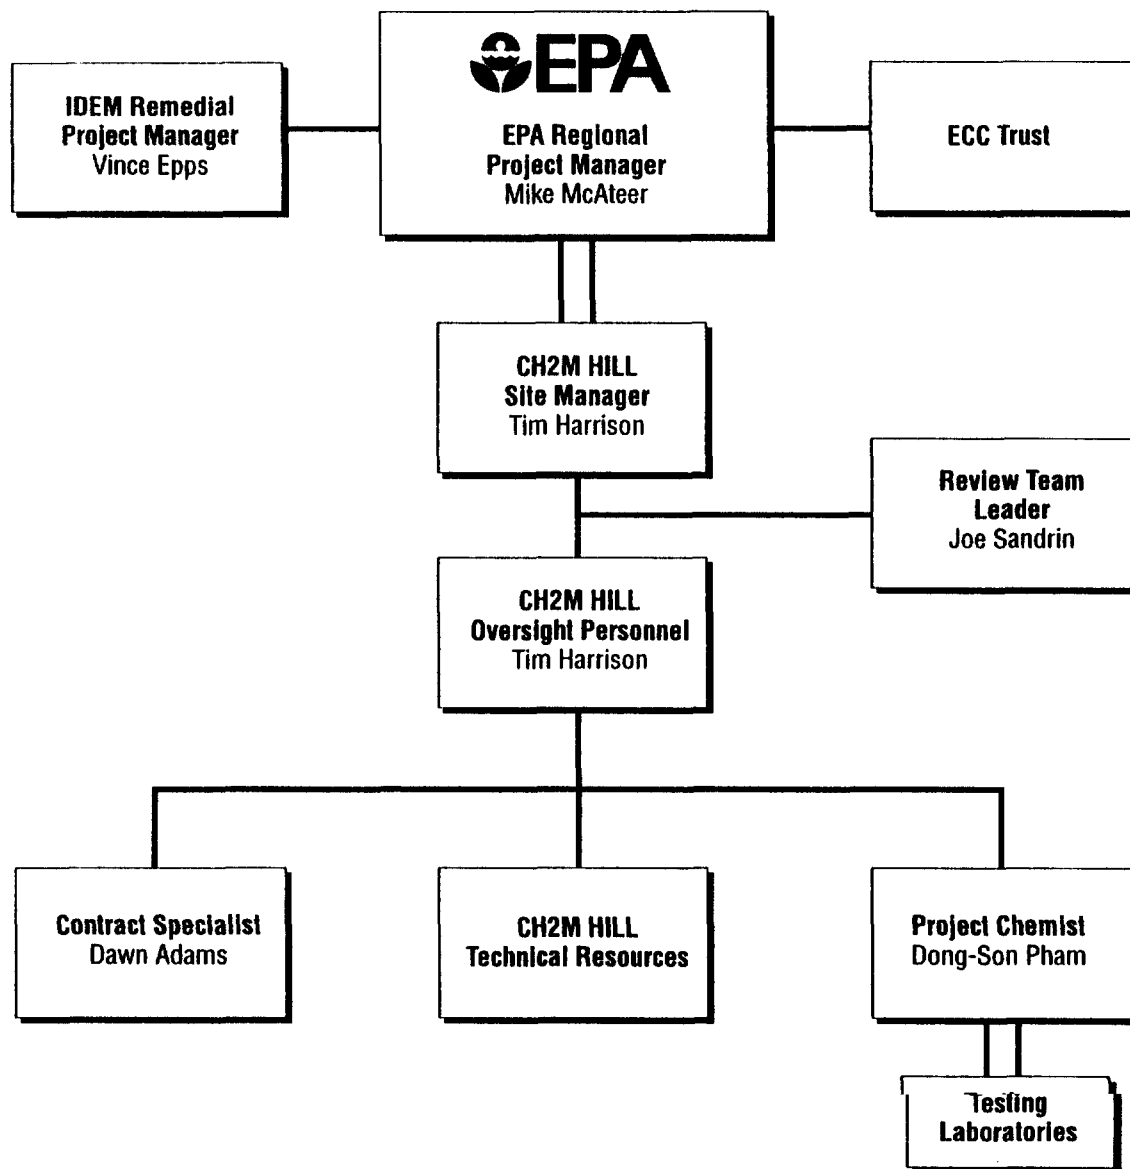 EPA
IDEM Remedial
Project Manager
Vince Epps
EPA Regional
Project Manager
Mike McAteer
ECC Trust
CH2M HILL
Site Manager
Tim Harrison
Review Team
Leader
Joe Sandrin
CH2M HILL
Oversight Personnel
Tim Harrison
Contract Specialist
Dawn Adams
CH2M HILL
Technical Resources
Project Chemist
Dong-Son Pham
Testing
Laboratories